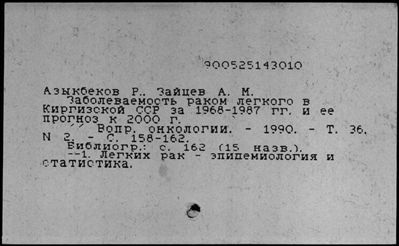 900525143010
Азыкбеков Р., Зайцев А. М.
Заболеваемость раком легкого в
Киргизской ССР за 1968-1987 гг. и ее
прогноз к 2000 г.
// Вопр. онкологии. - 1990. - Т. 36,
N 2. - С. 158-162.
Библиогр.: с. 162 (15 назв.).
--1. Легких рак - эпидемиология и
статистика.